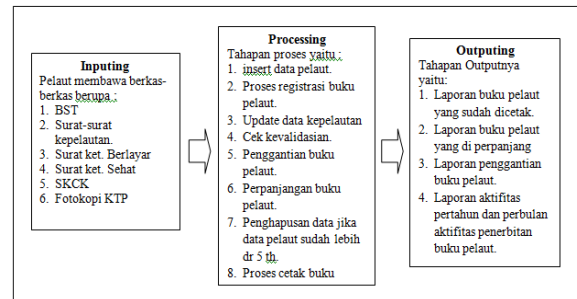 Inputing
Pelaut membawa berkas-
berkas berupa :
1. BST
2. Surat-surat
kepelautan.
3. Surat ket. Berlayar
4. Surat ket. Sehat
5. SKCK
6. Fotokopi KTP
Processing
Tahapan proses yaitu :
1. insert data pelaut.
2. Proses registrasi buku
pelaut.
3. Update data kepelautan
4. Cek kevalidasian.
5. Penggantian buku
pelaut.
6. Perpanjangan buku
pelaut.
7. Penghapusan data jika
data pelaut sudah lebih
dr 5 th.
8. Proses cetak buku
Outputing
Tahapan Outputnya
yaitu:
1. Laporan buku pelaut
yang sudah dicetak.
2. Laporan buku pelaut
yang di perpanjang
3. Laporan penggantian
buku pelaut.
4. Laporan aktifitas
pertahun dan perbulan
aktifitas penerbitan
buku pelaut.